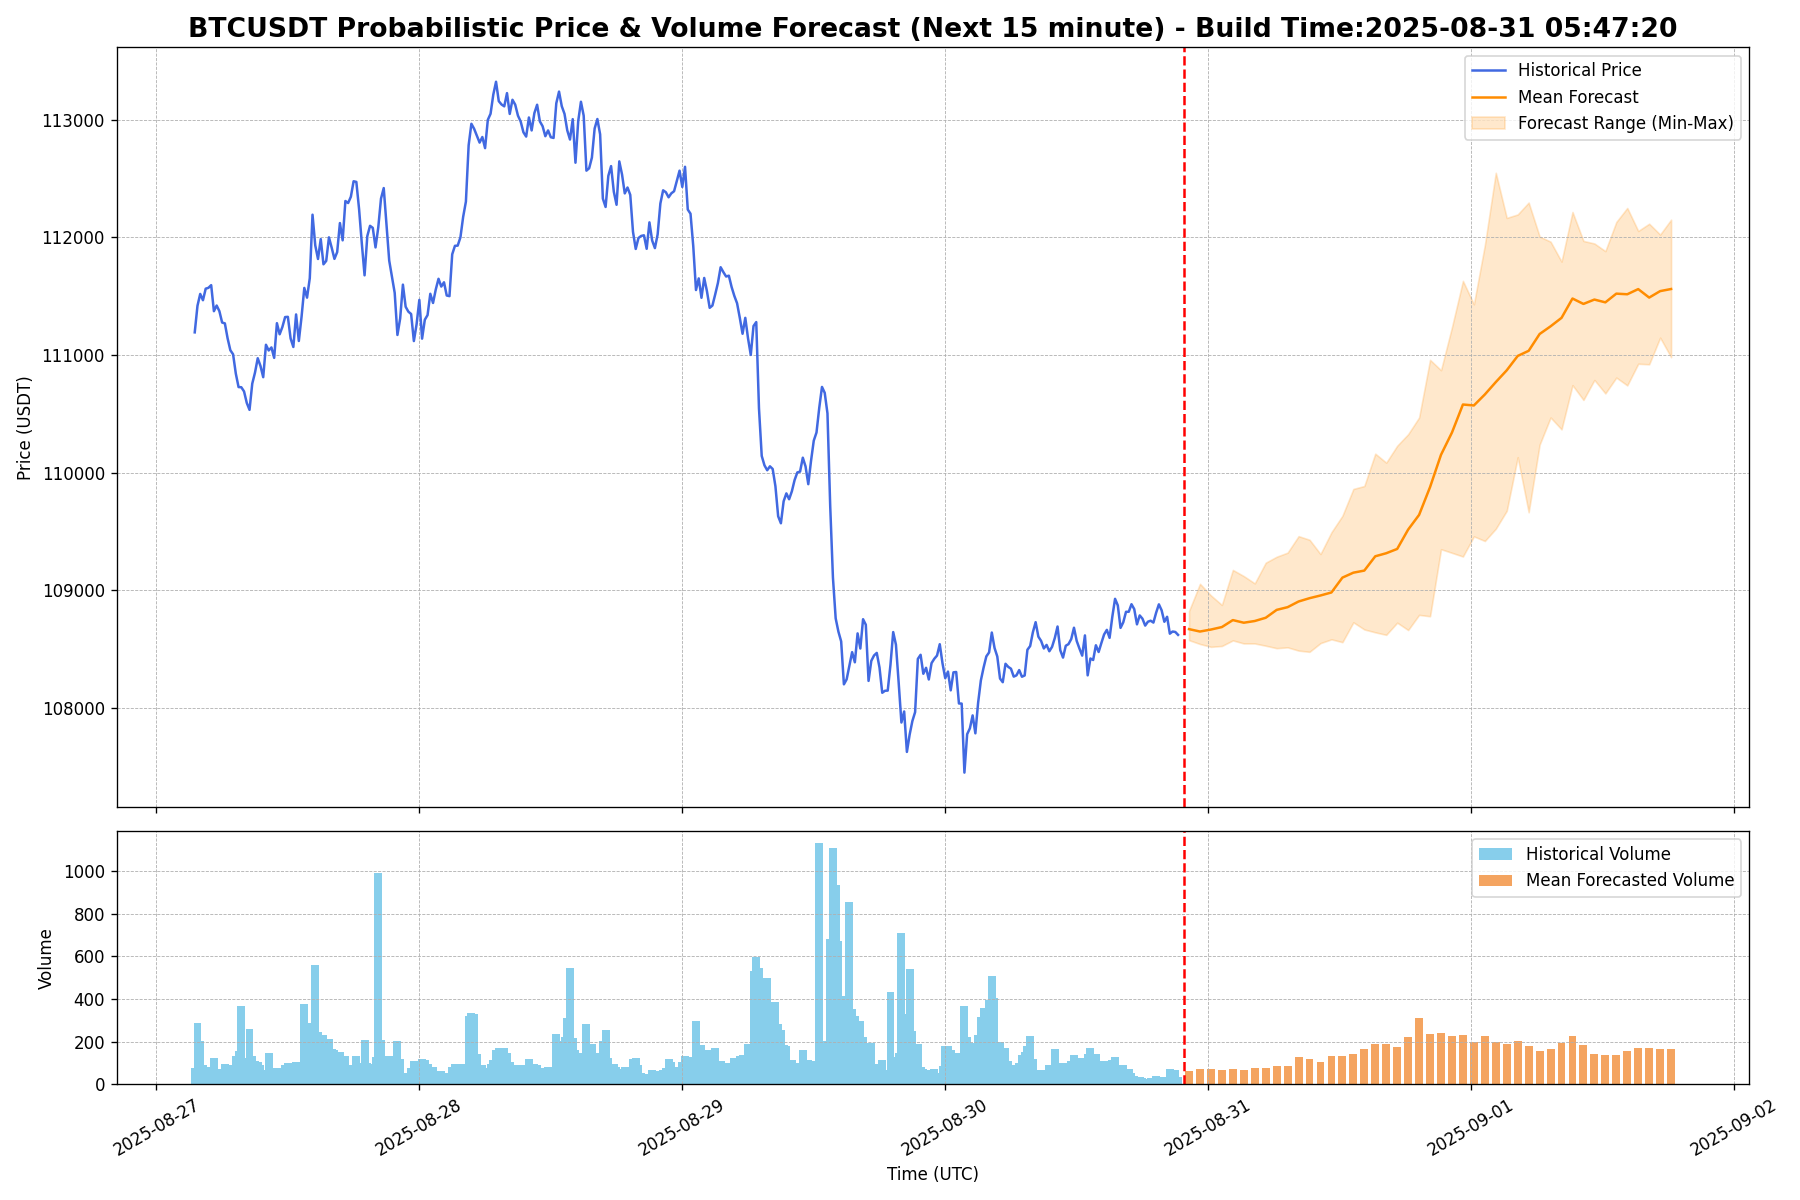 BTCUSDT Probabilistic Price & Volume Forecast (Next 15 minute) - Build Time:2025-08-31 05:47:20
Historical Price
Mean Forecast
Forecast Range (Min-Max)
113000
112000
111000
110000
109000
108000
Price (USDT)
Historical Volume
Mean Forecasted Volume
1000
800
600
400
200
0
Volume
2025-08-27
2025-08-28
2025-08-29
2025-08-30
2025-08-31
2025-09-01
2025-09-02
Time (UTC)